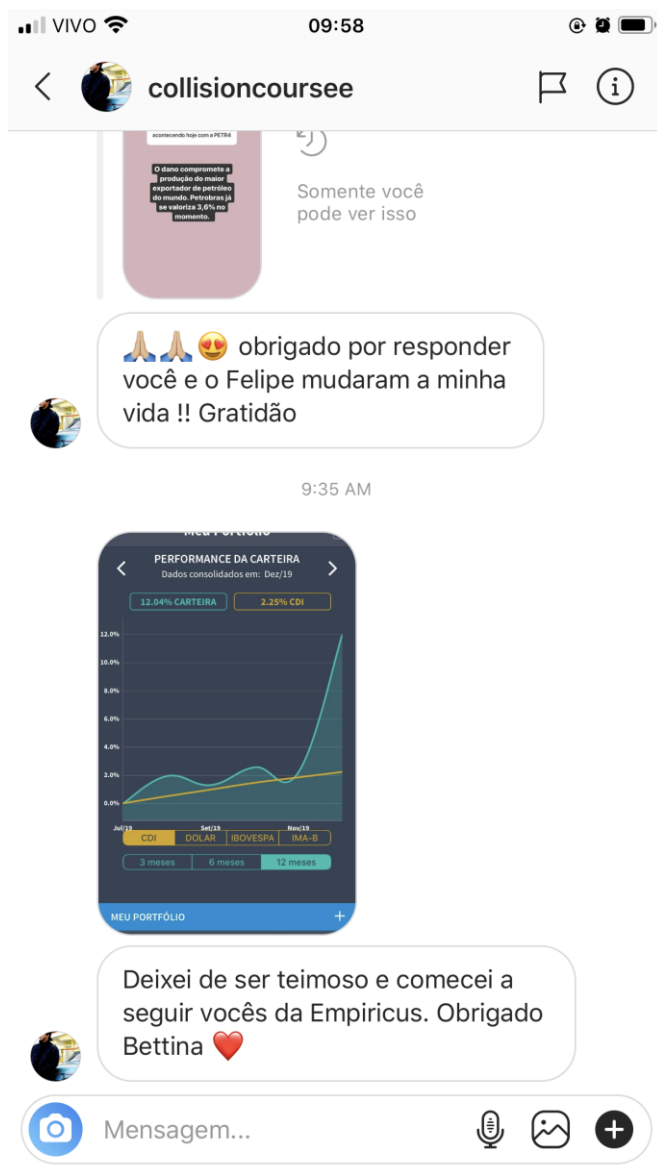 VIVO
09:58
collisioncoursee
acontecendo hoje com a PETR4
O dano compromete a
produção do maior
exportador de petróleo
do mundo. Petrobras já
se valoriza 3,6% no
momento.
Somente você
pode ver isso
🙏🏼🙏🏼😍 obrigado por responder
você e o Felipe mudaram a minha
vida !! Gratidão
9:35 AM
Meu Portfólio
PERFORMANCE DA CARTEIRA
Dados consolidados em: Dez/19
12.04% CARTEIRA
2.25% CDI
12.0%
10.0%
8.0%
6.0%
4.0%
2.0%
0.0%
Jul/19
Set/19
Nov/19
CDI
DOLAR
IBOVESPA
IMA-B
3 meses
6 meses
12 meses
MEU PORTFÓLIO
Deixei de ser teimoso e comecei a
seguir vocês da Empiricus. Obrigado
Bettina ❤️
Mensagem...